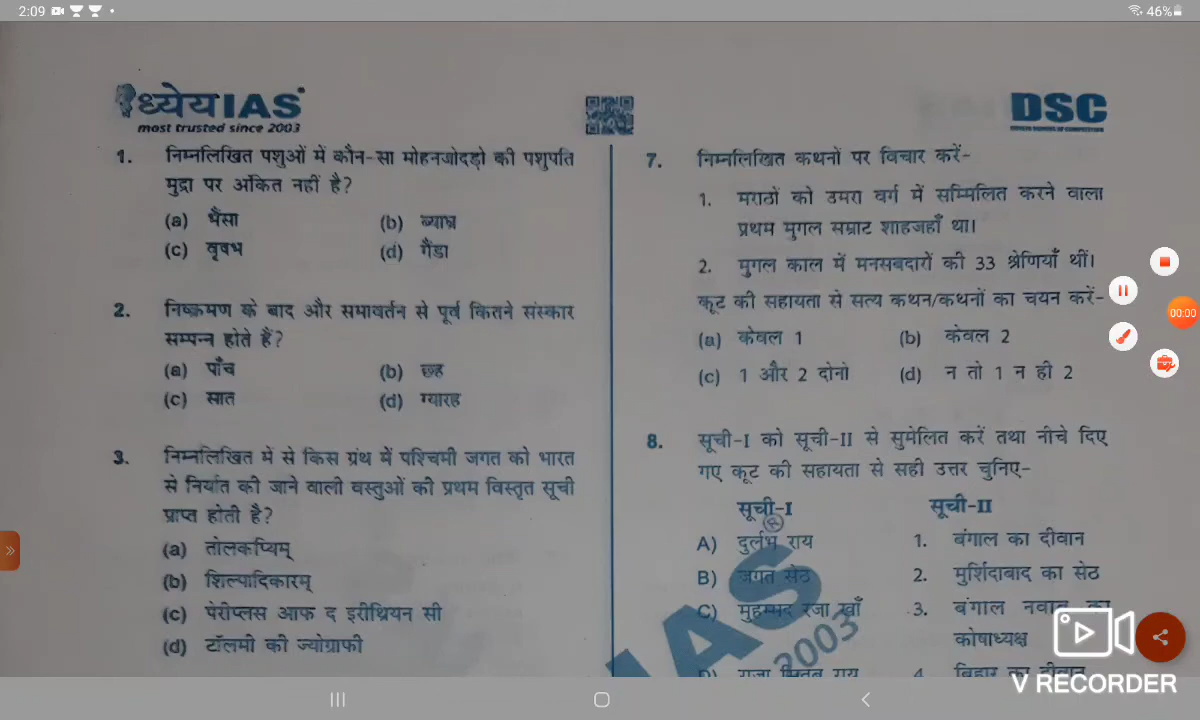 2:09
46%
ध्येय IAS
most trusted since 2003
DSC
1. निम्नलिखित पशुओं में कौन-सा मोहनजोदड़ो की पशुपति
मुद्रा पर अंकित नहीं है?
(a) भैंसा (b) व्याघ्र
(c) वृषभ (d) गैंडा
2. निष्क्रमण के बाद और समावर्तन से पूर्व कितने संस्कार
सम्पन्न होते हैं?
(a) पाँच (b) छह
(c) सात (d) ग्यारह
3. निम्नलिखित में से किस ग्रंथ में पश्चिमी जगत को भारत
से निर्यात की जाने वाली वस्तुओं की प्रथम विस्तृत सूची
प्राप्त होती है?
(a) तोलकप्यिम्
(b) शिल्पादिकारम्
(c) पेरीप्लस आफ द इरीथ्रियन सी
(d) टॉलमी की ज्योग्राफी
7. निम्नलिखित कथनों पर विचार करें-
1. मराठों को उमरा वर्ग में सम्मिलित करने वाला
प्रथम मुगल सम्राट शाहजहाँ था।
2. मुगल काल में मनसबदारों की 33 श्रेणियाँ थीं।
कूट की सहायता से सत्य कथन/कथनों का चयन करें-
(a) केवल 1 (b) केवल 2
(c) 1 और 2 दोनो (d) न तो 1 न ही 2
8. सूची-I को सूची-II से सुमेलित करें तथा नीचे दिए
गए कूट की सहायता से सही उत्तर चुनिए-
सूची-I सूची-II
A) दुर्लभ राय 1. बंगाल का दीवान
B) जगत सेठ 2. मुर्शिदाबाद का सेठ
C) मुहम्मद रजा खाँ 3. बंगाल नवाब का
कोषाध्यक्ष
D) राजा सिताब राय 4. बिहार का दीवान
IAS
2003
00:00
V RECORDER